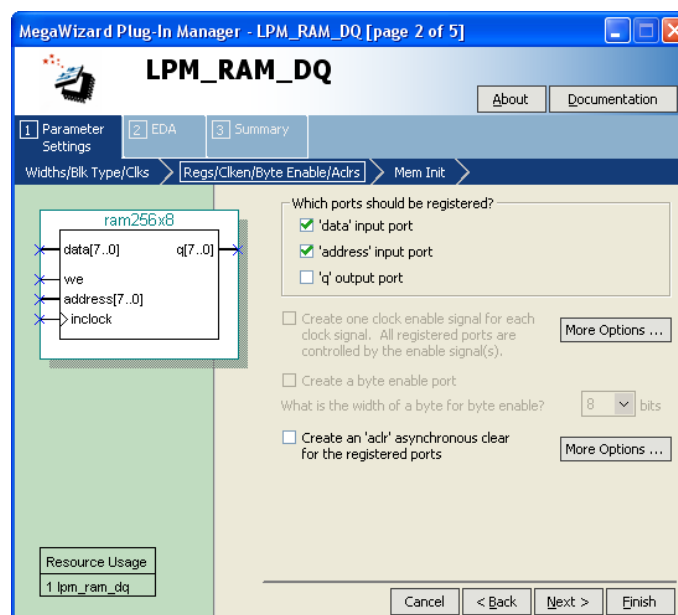 MegaWizard Plug-In Manager - LPM_RAM_DQ [page 2 of 5]
LPM_RAM_DQ
About
Documentation
1 Parameter Settings
2 EDA
3 Summary
Widths/Blk Type/Clks
Regs/Clken/Byte Enable/Aclrs
Mem Init
ram256x8
data[7..0]
q[7..0]
we
address[7..0]
inclock
Which ports should be registered?
'data' input port
'address' input port
'q' output port
Create one clock enable signal for each
clock signal. All registered ports are
controlled by the enable signal(s).
More Options ...
Create a byte enable port
What is the width of a byte for byte enable?
8
bits
Create an 'aclr' asynchronous clear
for the registered ports
More Options ...
Resource Usage
1 lpm_ram_dq
Cancel
< Back
Next >
Finish